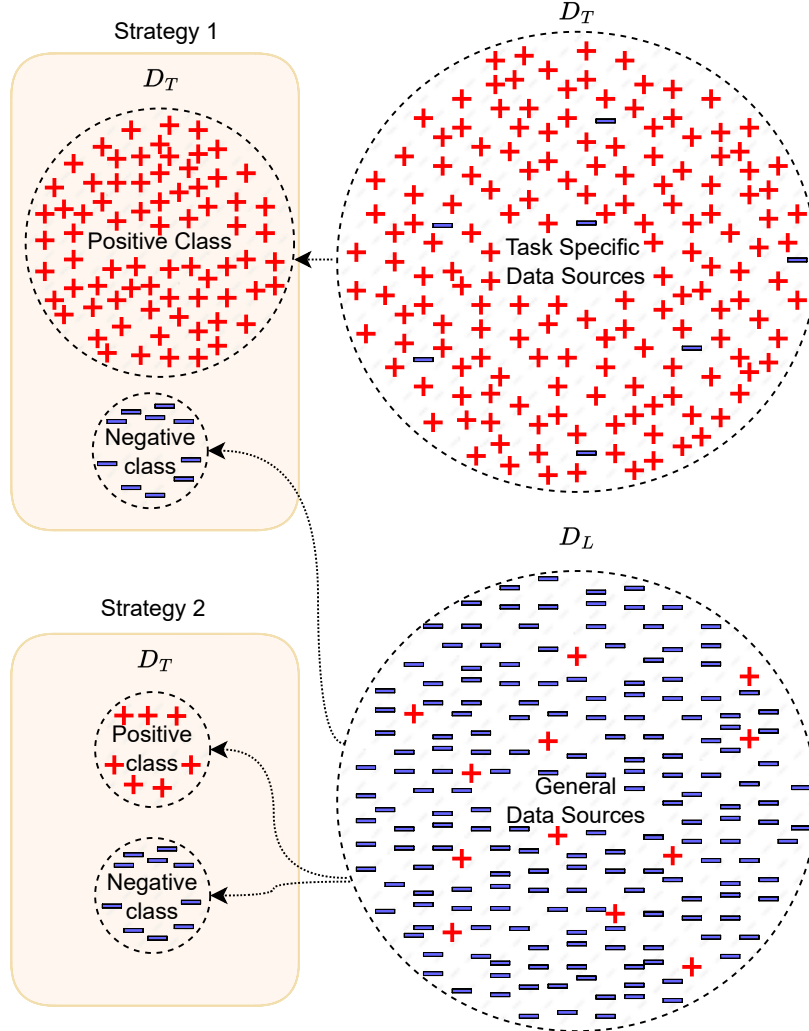 Strategy 1
D_T
Positive Class
Negative
class
D_T
Task Specific
Data Sources
Strategy 2
D_T
Positive
class
Negative
class
D_L
General
Data Sources